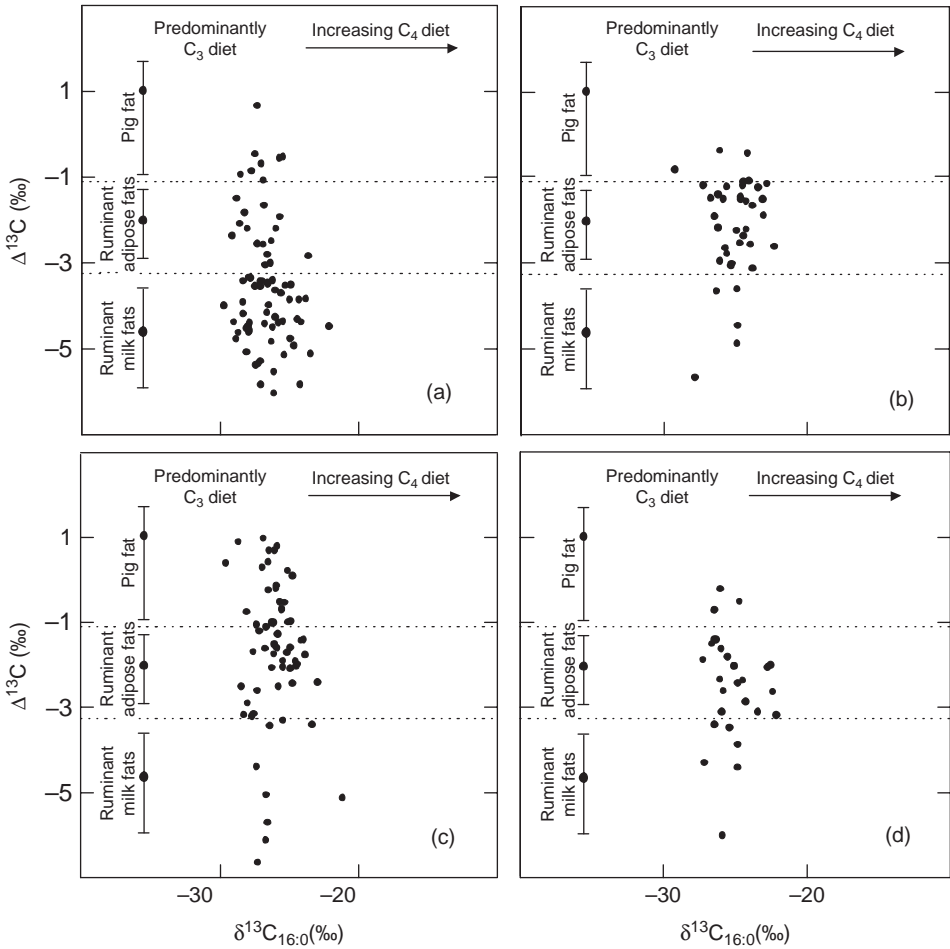 Predominantly
C₃ diet
Increasing C₄ diet
1
–1
–3
–5
Δ¹³C (‰)
Pig fat
Ruminant
adipose fats
Ruminant
milk fats
(a)
Predominantly
C₃ diet
Increasing C₄ diet
Pig fat
Ruminant
adipose fats
Ruminant
milk fats
(b)
Predominantly
C₃ diet
Increasing C₄ diet
1
–1
–3
–5
Δ¹³C (‰)
Pig fat
Ruminant
adipose fats
Ruminant
milk fats
(c)
–30
–20
δ¹³C₁₆:₀(‰)
Predominantly
C₃ diet
Increasing C₄ diet
Pig fat
Ruminant
adipose fats
Ruminant
milk fats
(d)
–30
–20
δ¹³C₁₆:₀(‰)